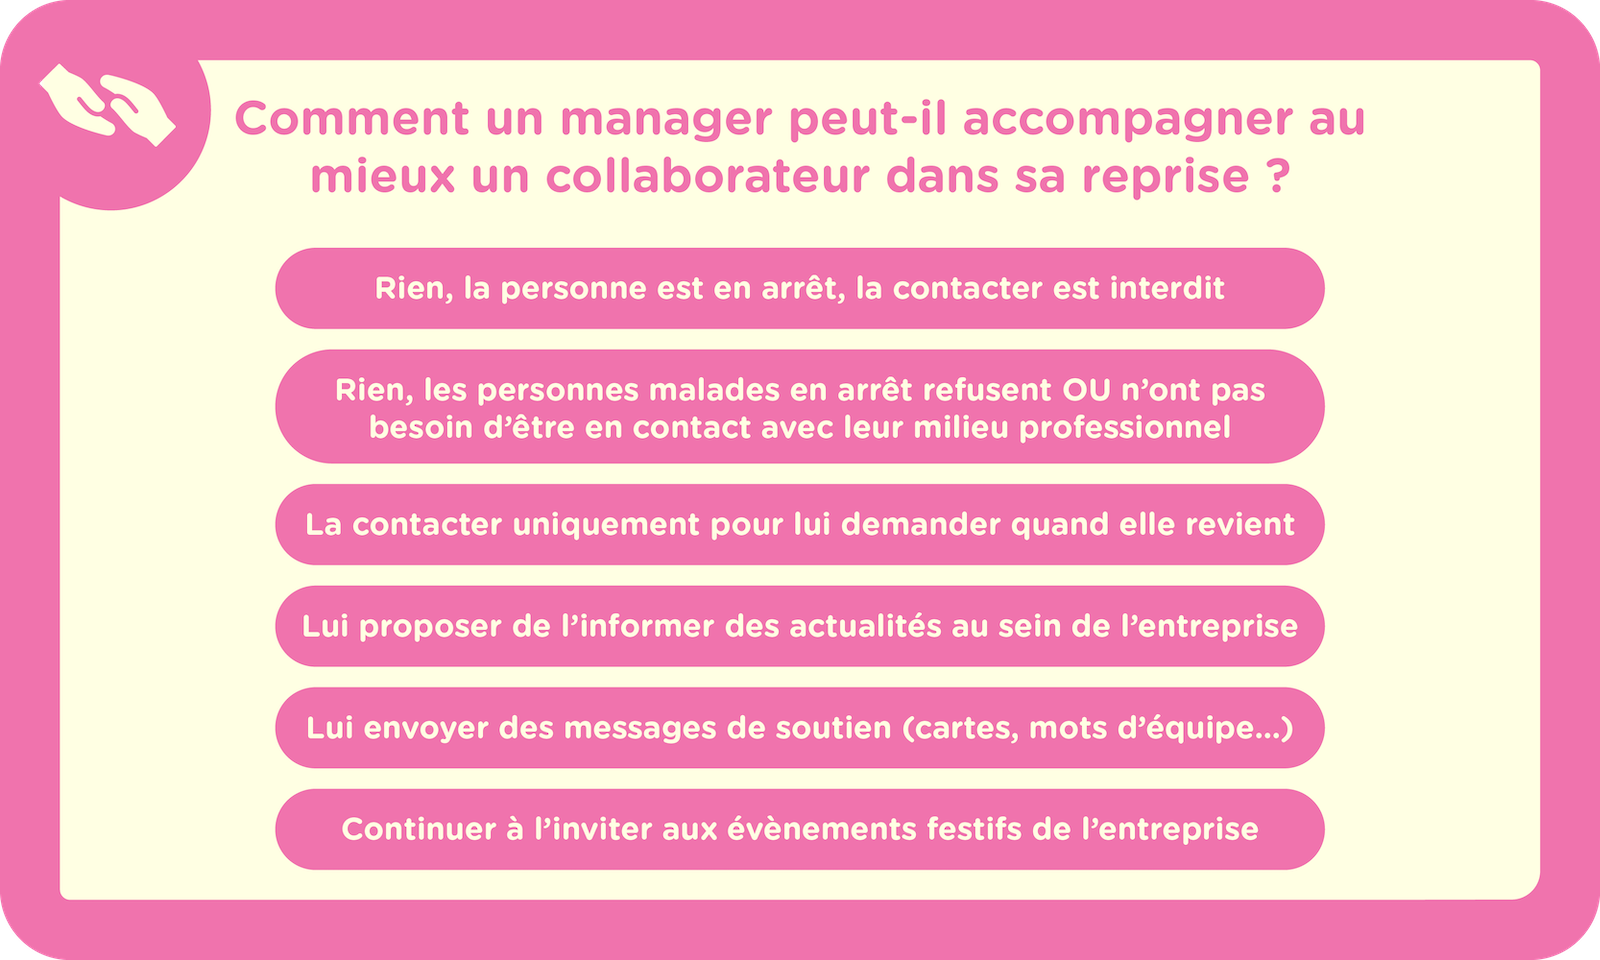 Comment un manager peut-il accompagner au
mieux un collaborateur dans sa reprise ?
Rien, la personne est en arrêt, la contacter est interdit
Rien, les personnes malades en arrêt refusent OU n’ont pas
besoin d’être en contact avec leur milieu professionnel
La contacter uniquement pour lui demander quand elle revient
Lui proposer de l’informer des actualités au sein de l’entreprise
Lui envoyer des messages de soutien (cartes, mots d’équipe...)
Continuer à l’inviter aux évènements festifs de l’entreprise